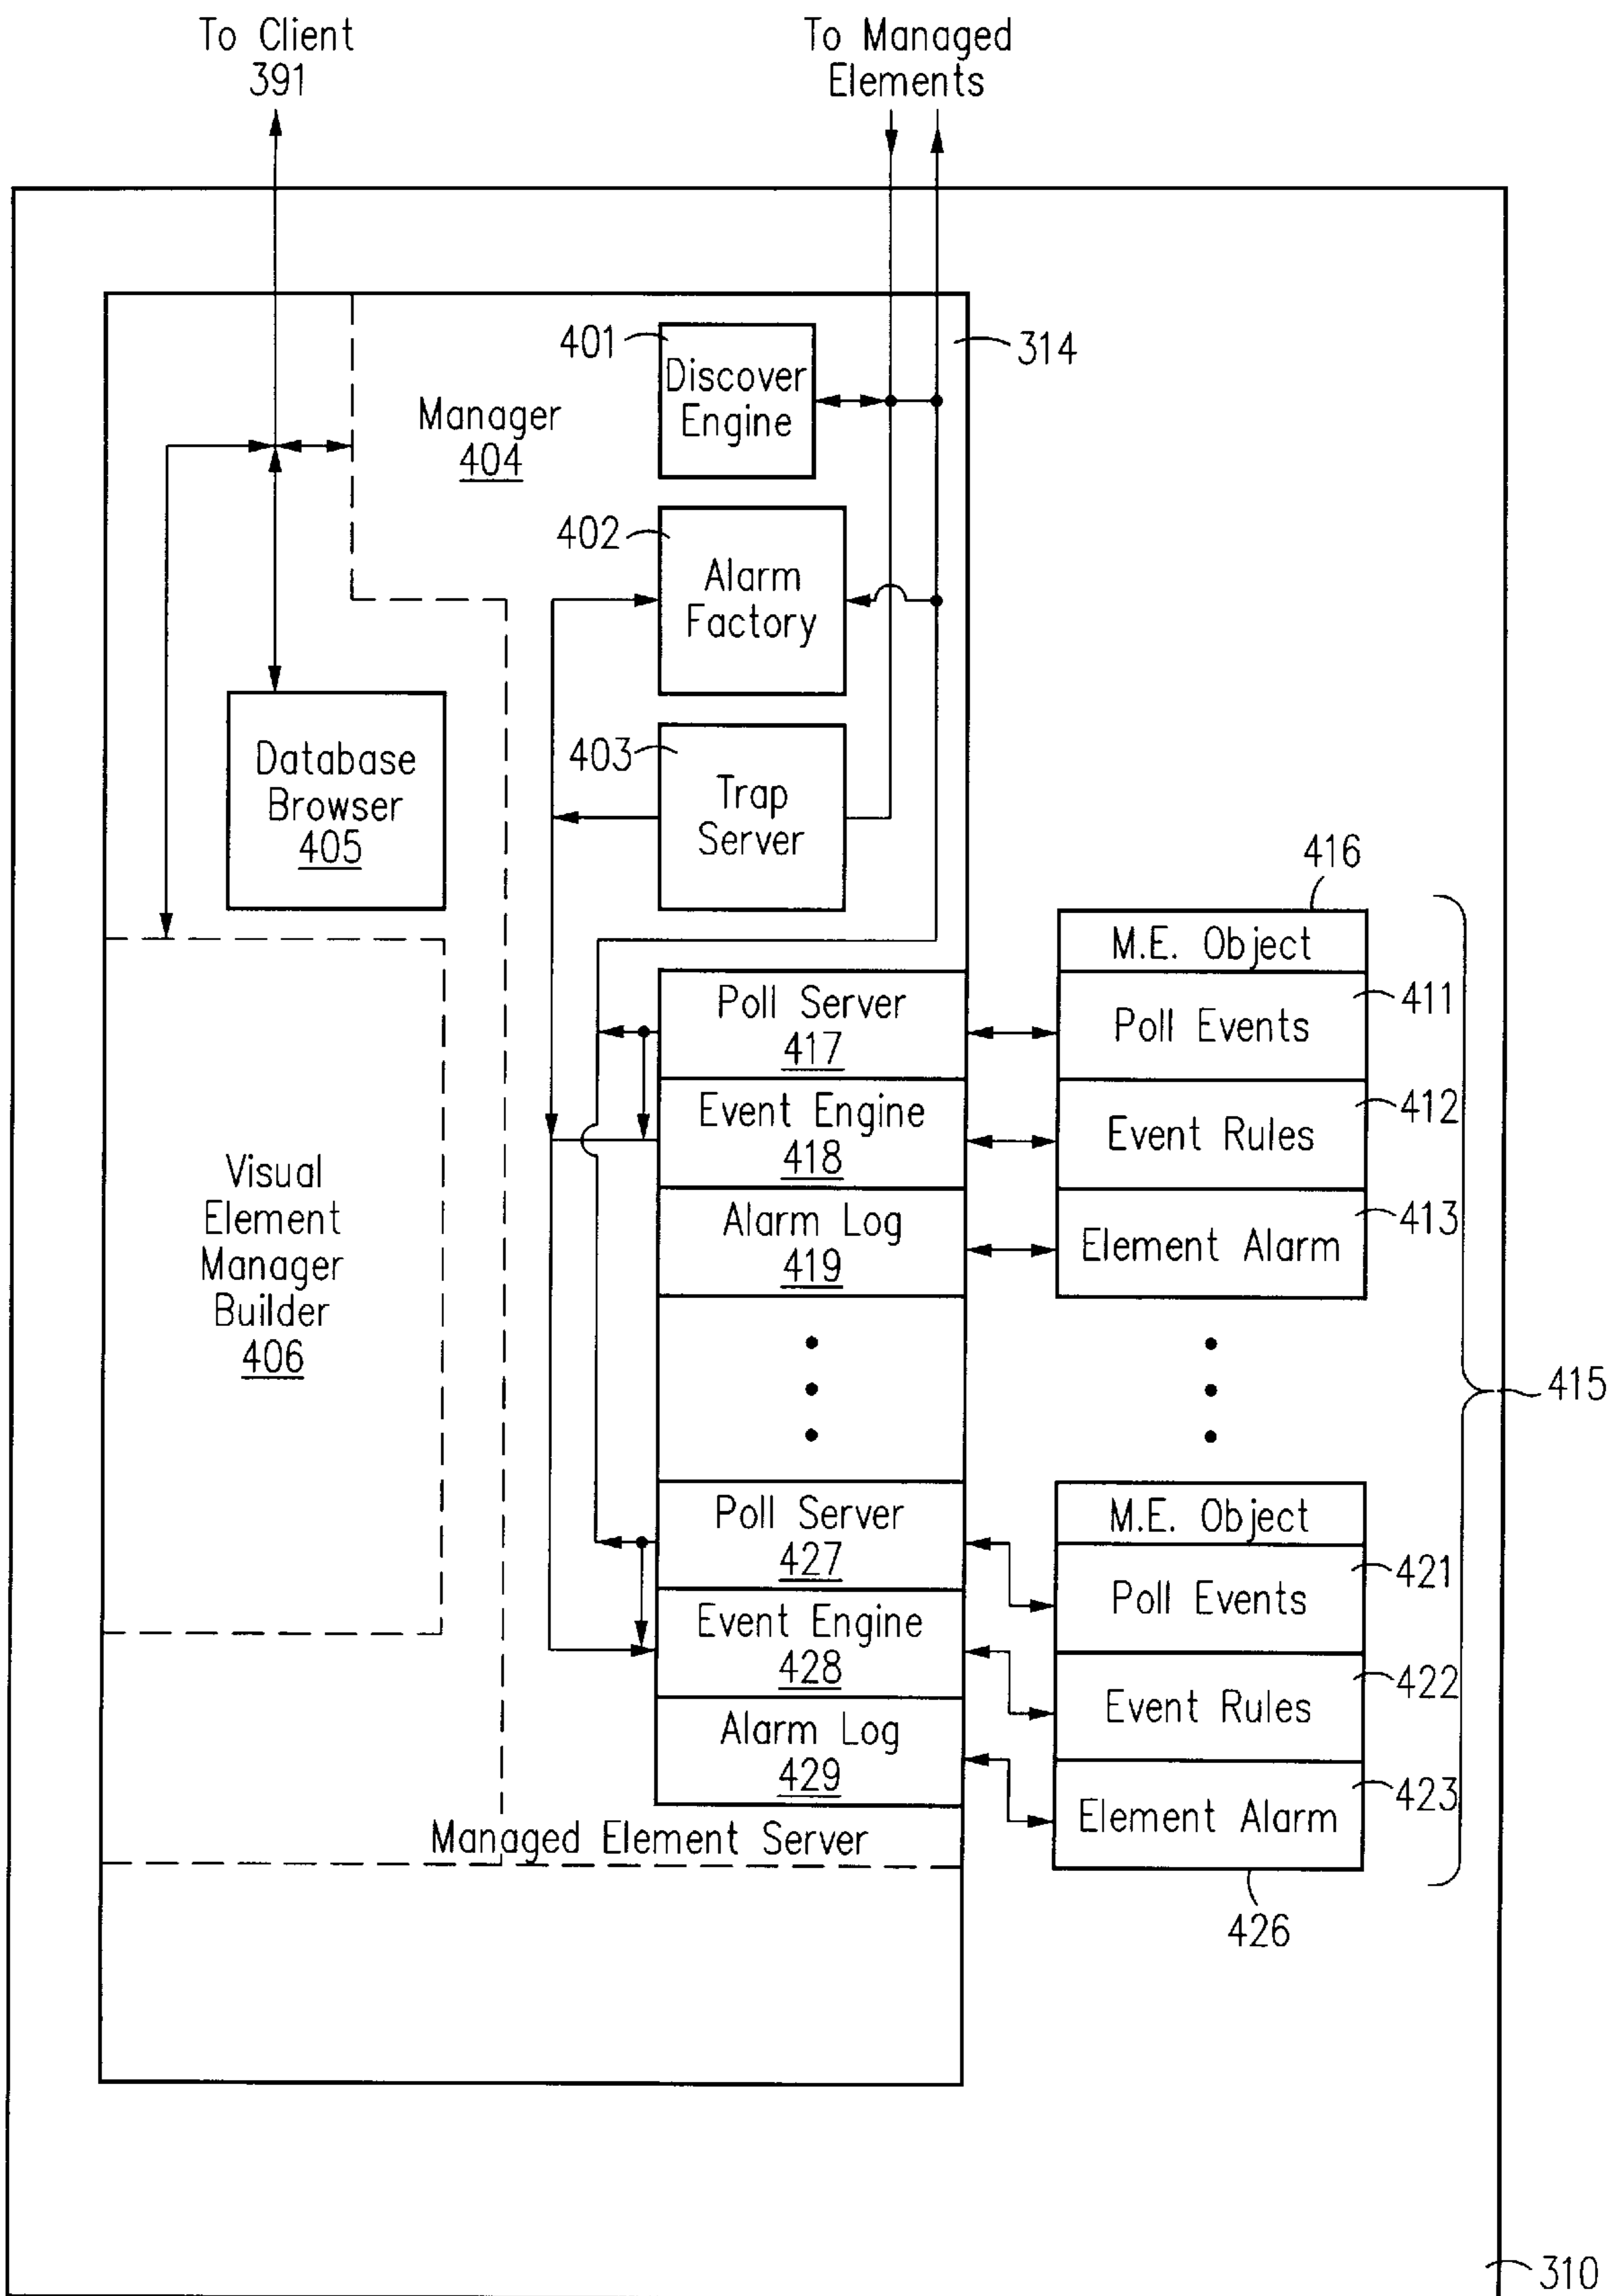 To Client
391
To Managed
Elements
401
Discover
Engine
314
Manager
404
402
Alarm
Factory
403
Trap
Server
Database
Browser
405
416
M.E. Object
Poll Server
417
411
Poll Events
Event Engine
418
412
Event Rules
Alarm Log
419
413
Element Alarm
Visual
Element
Manager
Builder
406
415
Poll Server
427
M.E. Object
421
Poll Events
Event Engine
428
422
Event Rules
Alarm Log
429
423
Element Alarm
Managed Element Server
426
310